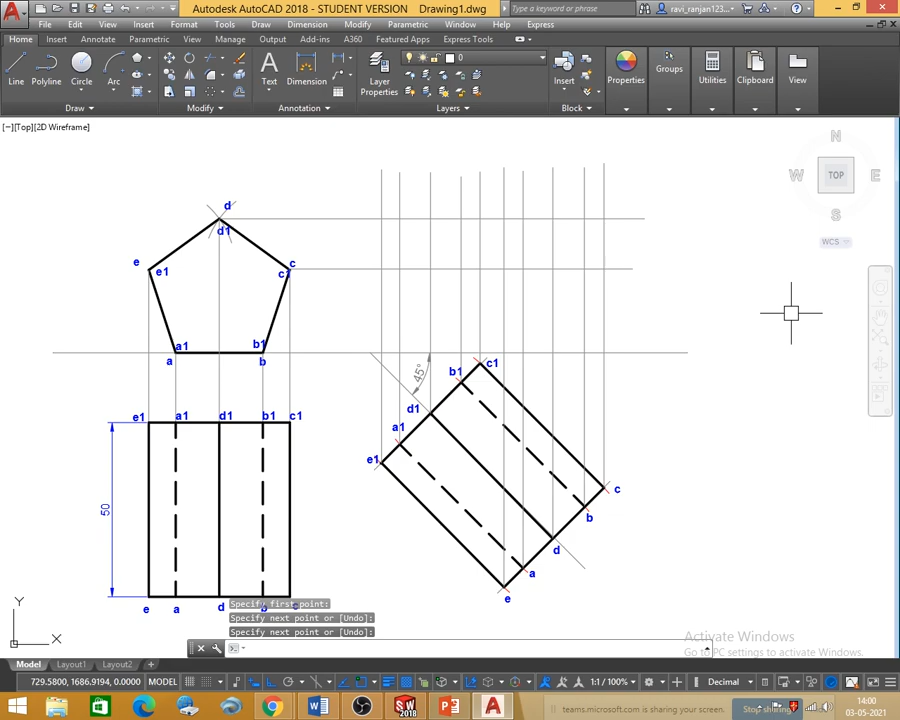 Autodesk AutoCAD 2018 - STUDENT VERSION Drawing1.dwg
Type a keyword or phrase
ravi_ranjan123...
File Edit View Insert Format Tools Draw Dimension Modify Parametric Window Help Express
Home Insert Annotate Parametric View Manage Output Add-ins A360 Featured Apps Express Tools
Line Polyline Circle Arc Text Dimension Layer Properties 0 Insert Properties Groups Utilities Clipboard View
Draw Modify Annotation Layers Block
[−][Top][2D Wireframe]
N
W TOP E
S
WCS
d
d1
e c
e1 c1
a1 b1
a b
45°
c1
b1
d1
a1
e1
e1 a1 d1 b1 c1
50
c
b
d
a
e
e a d b c
Specify first point:
Specify next point or [Undo]:
Specify next point or [Undo]:
Y
X
Activate Windows
Go to PC settings to activate Windows.
Model Layout1 Layout2 +
729.5800, 1686.9194, 0.0000 MODEL 1:1 / 100% Decimal
teams.microsoft.com is sharing your screen. Stop sharing
14:00
03-05-2021